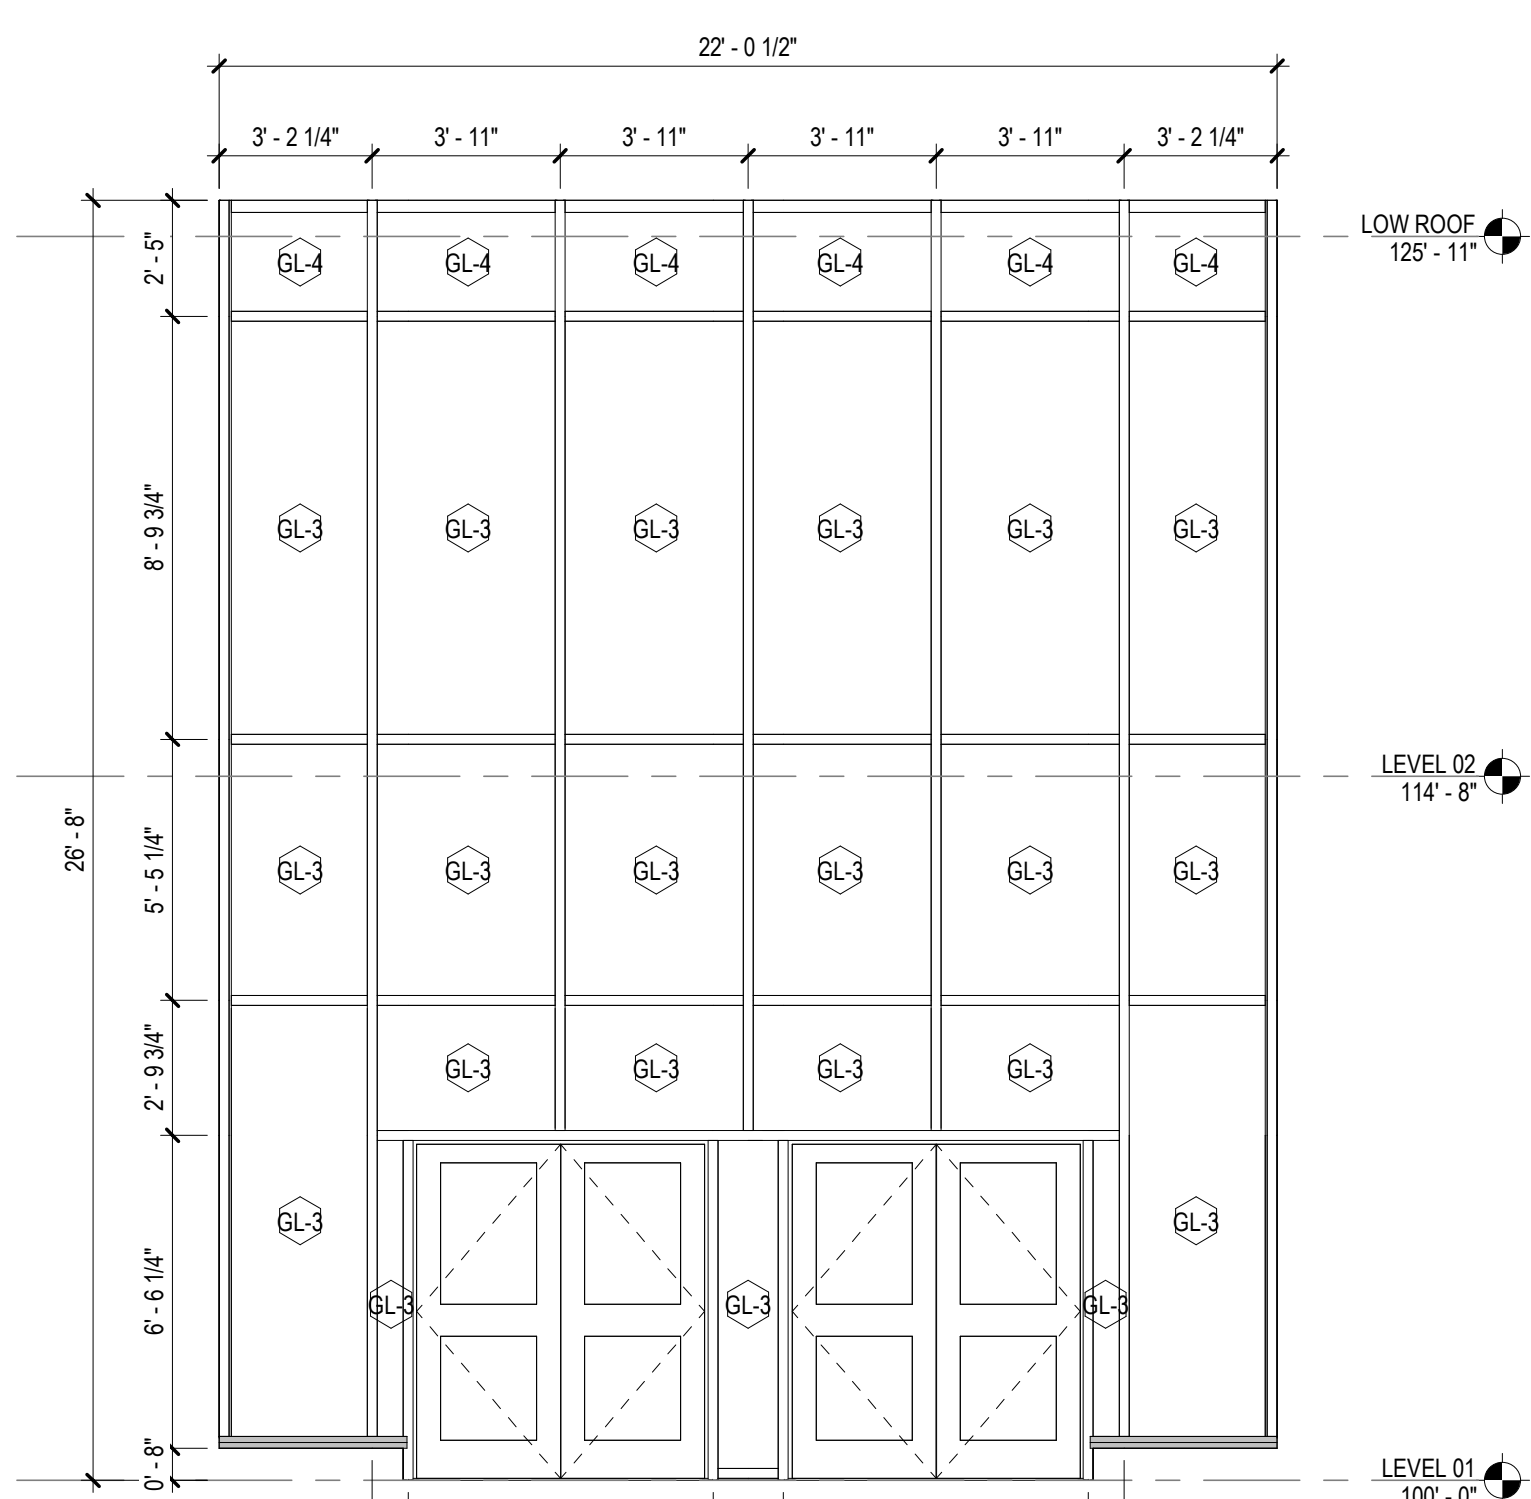 22' - 0 1/2"
3' - 2 1/4" 3' - 11" 3' - 11" 3' - 11" 3' - 11" 3' - 2 1/4"
LOW ROOF
125' - 11"
2' - 5"
GL-4 GL-4 GL-4 GL-4 GL-4 GL-4
8' - 9 3/4"
GL-3 GL-3 GL-3 GL-3 GL-3 GL-3
LEVEL 02
114' - 8"
26' - 8"
5' - 5 1/4"
GL-3 GL-3 GL-3 GL-3 GL-3 GL-3
2' - 9 3/4"
GL-3 GL-3 GL-3 GL-3
GL-3 GL-3
6' - 6 1/4"
GL-3 GL-3 GL-3
0' - 8"
LEVEL 01
100' - 0"